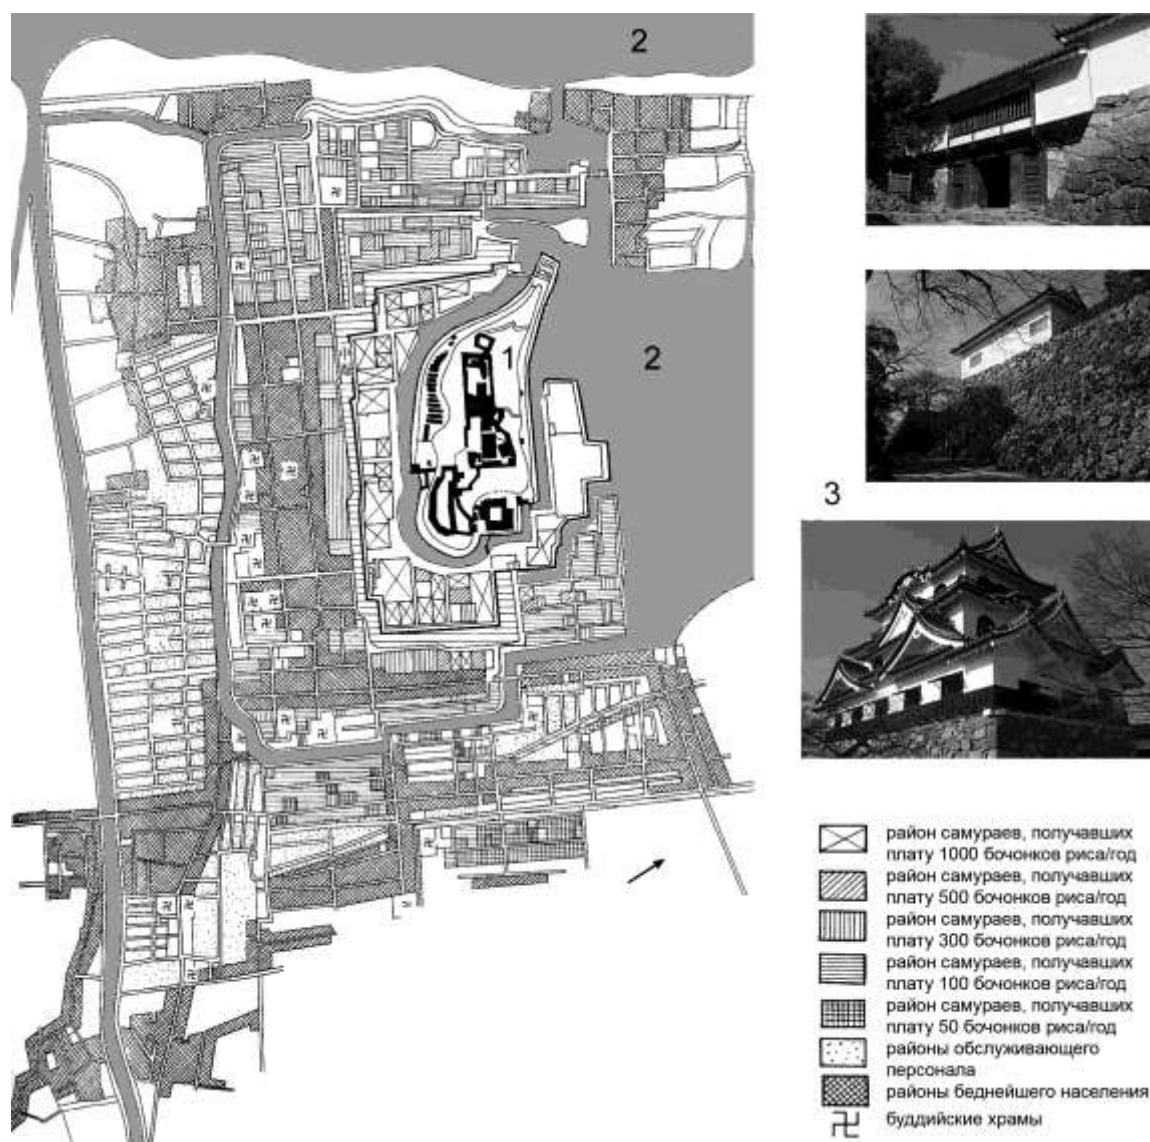 2
1
2
3
район самураев, получавших
плату 1000 бочонков риса/год
район самураев, получавших
плату 500 бочонков риса/год
район самураев, получавших
плату 300 бочонков риса/год
район самураев, получавших
плату 100 бочонков риса/год
район самураев, получавших
плату 50 бочонков риса/год
районы обслуживающего
персонала
районы беднейшего населения
буддийские храмы